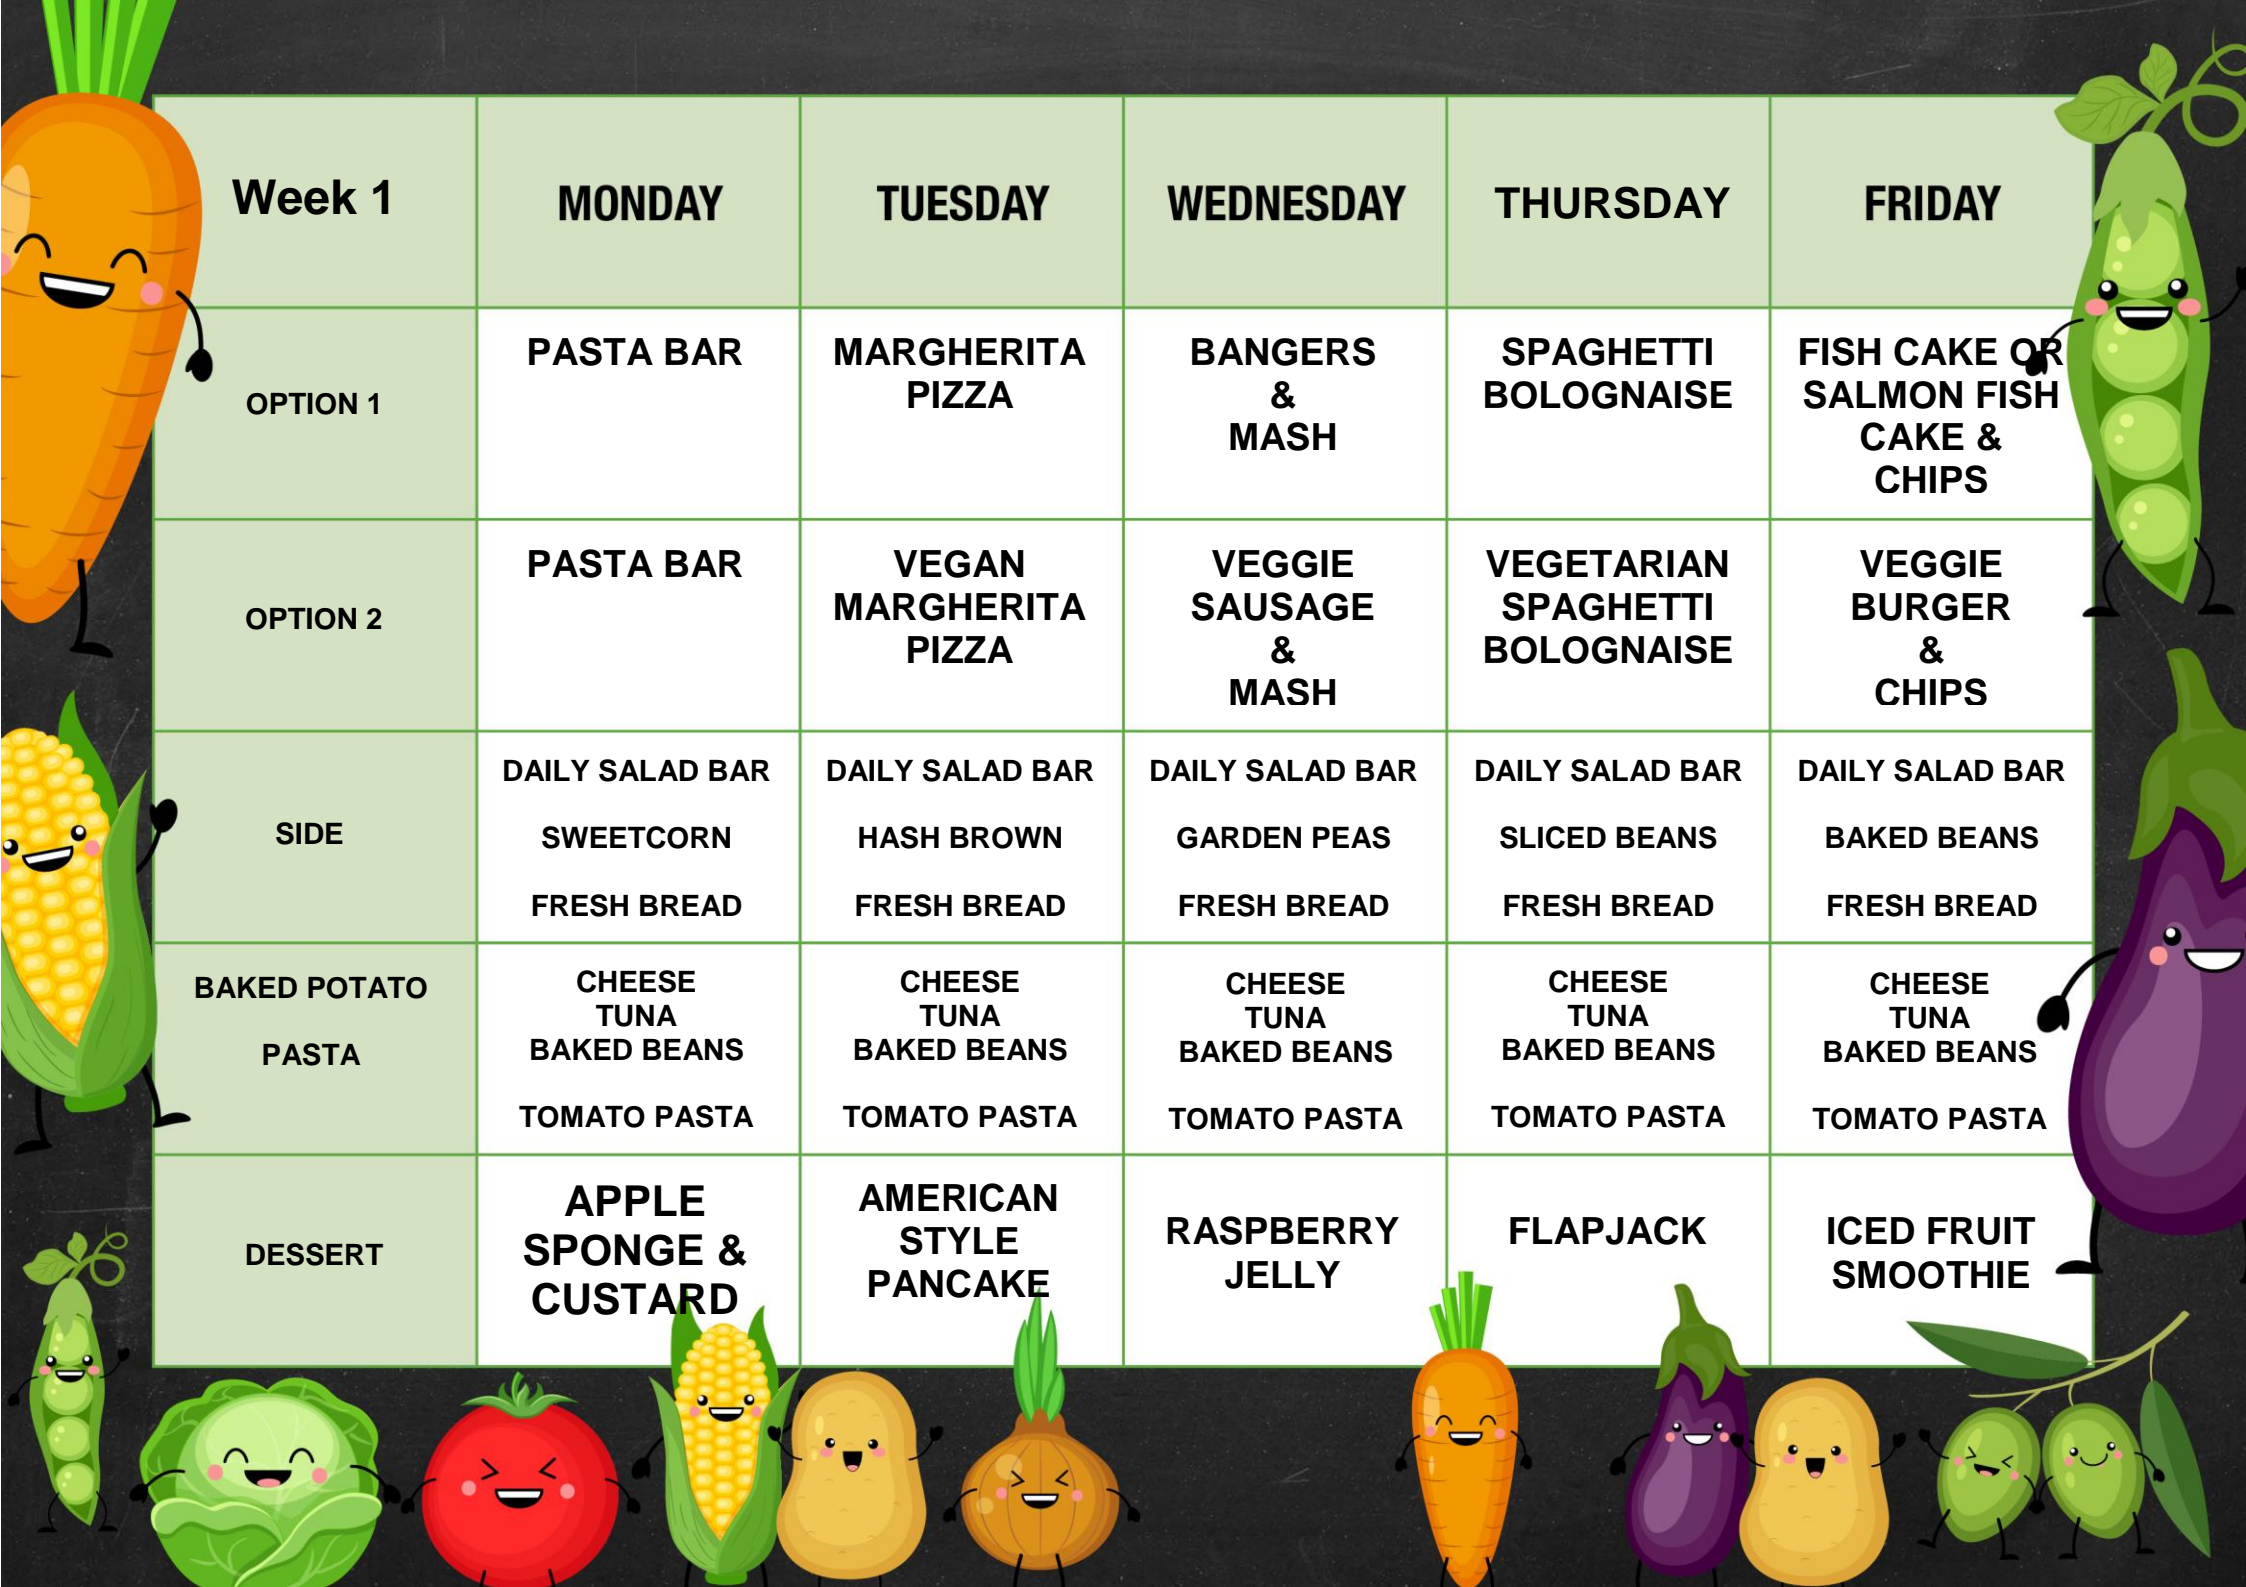 Week 1
MONDAY
TUESDAY
WEDNESDAY
THURSDAY
FRIDAY
OPTION 1
PASTA BAR
MARGHERITA
PIZZA
BANGERS
&
MASH
SPAGHETTI
BOLOGNAISE
FISH CAKE OR
SALMON FISH
CAKE &
CHIPS
OPTION 2
PASTA BAR
VEGAN
MARGHERITA
PIZZA
VEGGIE
SAUSAGE
&
MASH
VEGETARIAN
SPAGHETTI
BOLOGNAISE
VEGGIE
BURGER
&
CHIPS
SIDE
DAILY SALAD BAR
SWEETCORN
FRESH BREAD
DAILY SALAD BAR
HASH BROWN
FRESH BREAD
DAILY SALAD BAR
GARDEN PEAS
FRESH BREAD
DAILY SALAD BAR
SLICED BEANS
FRESH BREAD
DAILY SALAD BAR
BAKED BEANS
FRESH BREAD
BAKED POTATO
PASTA
CHEESE
TUNA
BAKED BEANS
TOMATO PASTA
CHEESE
TUNA
BAKED BEANS
TOMATO PASTA
CHEESE
TUNA
BAKED BEANS
TOMATO PASTA
CHEESE
TUNA
BAKED BEANS
TOMATO PASTA
CHEESE
TUNA
BAKED BEANS
TOMATO PASTA
DESSERT
APPLE
SPONGE &
CUSTARD
AMERICAN
STYLE
PANCAKE
RASPBERRY
JELLY
FLAPJACK
ICED FRUIT
SMOOTHIE